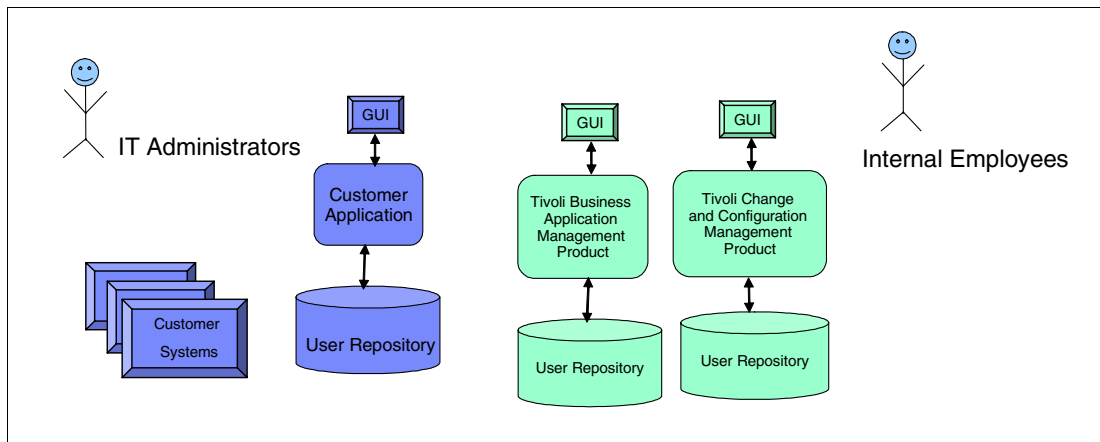 IT Administrators
GUI
Customer
Application
User Repository
Customer
Systems
GUI
Tivoli Business
Application
Management
Product
User Repository
GUI
Tivoli Change
and Configuration
Management
Product
User Repository
Internal Employees